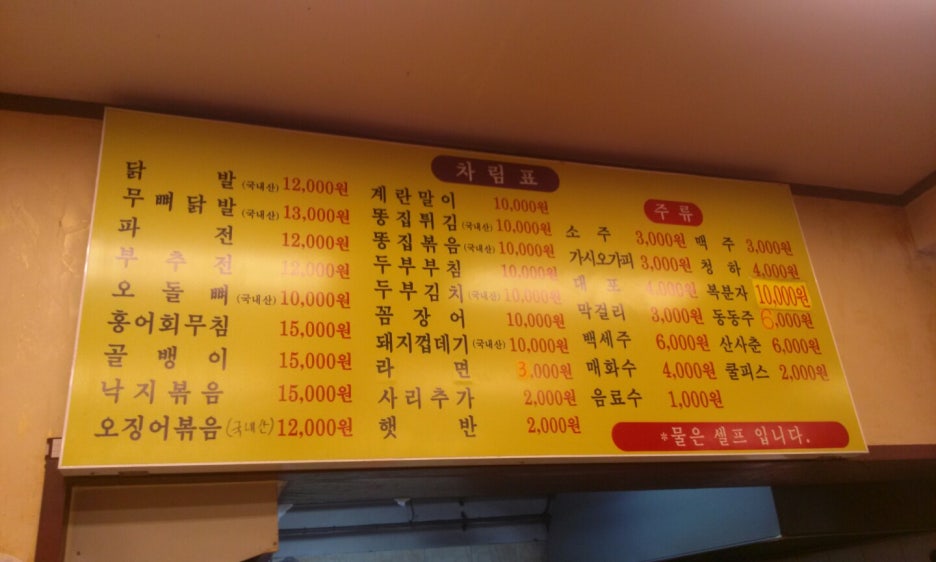 차림표
닭발 (국내산) 12,000원
무뼈닭발 (국내산) 13,000원
파전 12,000원
부추전 12,000원
오돌뼈 (국내산) 10,000원
홍어회무침 15,000원
골뱅이 15,000원
낙지볶음 15,000원
오징어볶음 (국내산) 12,000원
계란말이 10,000원
똥집튀김 (국내산) 10,000원
똥집볶음 (국내산) 10,000원
두부부침 10,000원
두부김치 (국내산) 10,000원
꼼장어 10,000원
돼지껍데기 (국내산) 10,000원
라면 3,000원
사리추가 2,000원
햇반 2,000원
주류
소주 3,000원 맥주 3,000원
가시오가피 3,000원 청하 4,000원
대포 4,000원 복분자 10,000원
막걸리 3,000원 동동주 6,000원
백세주 6,000원 산사춘 6,000원
매화수 4,000원 쿨피스 2,000원
음료수 1,000원
*물은 셀프 입니다.